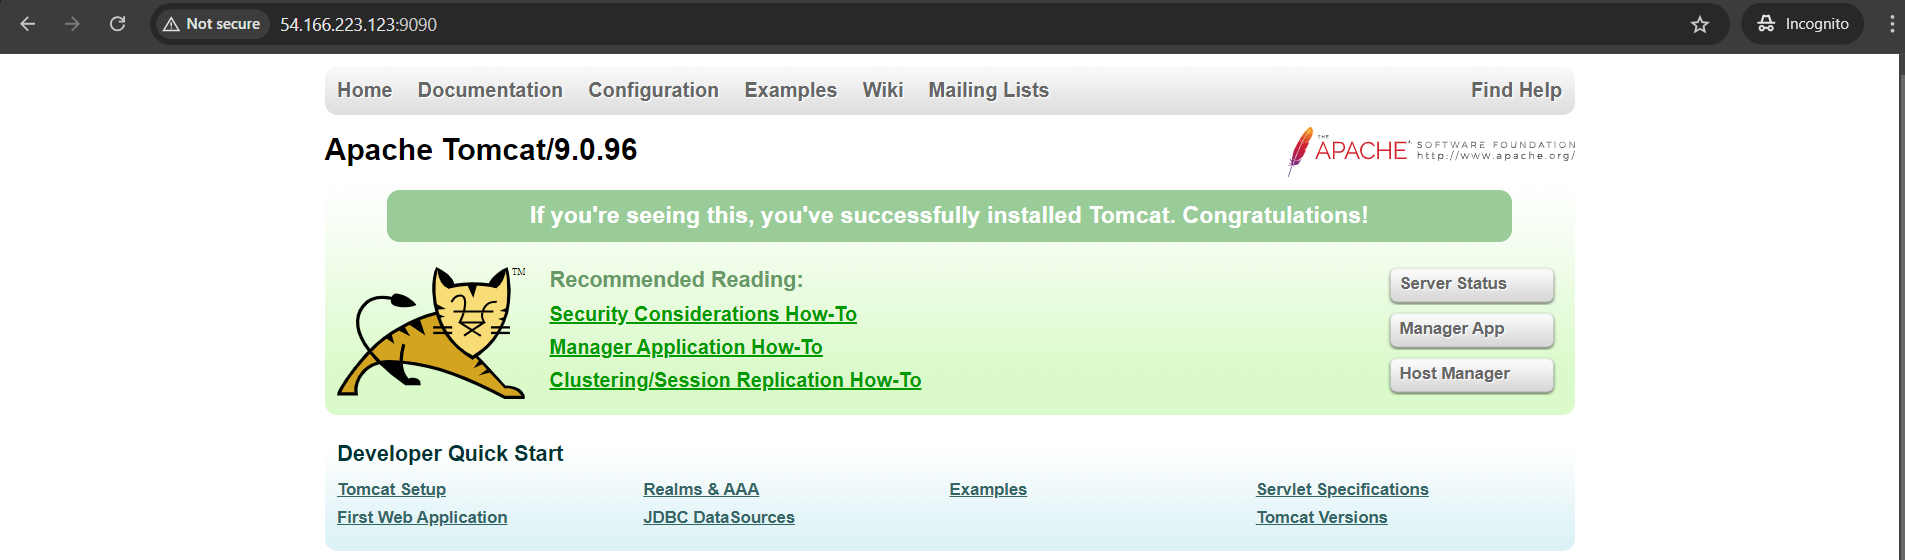 Not secure 54.166.223.123:9090 Incognito
Home Documentation Configuration Examples Wiki Mailing Lists Find Help
Apache Tomcat/9.0.96
THE APACHE SOFTWARE FOUNDATION
http://www.apache.org/
If you're seeing this, you've successfully installed Tomcat. Congratulations!
TM
Recommended Reading:
Security Considerations How-To
Manager Application How-To
Clustering/Session Replication How-To
Server Status
Manager App
Host Manager
Developer Quick Start
Tomcat Setup Realms & AAA Examples Servlet Specifications
First Web Application JDBC DataSources Tomcat Versions